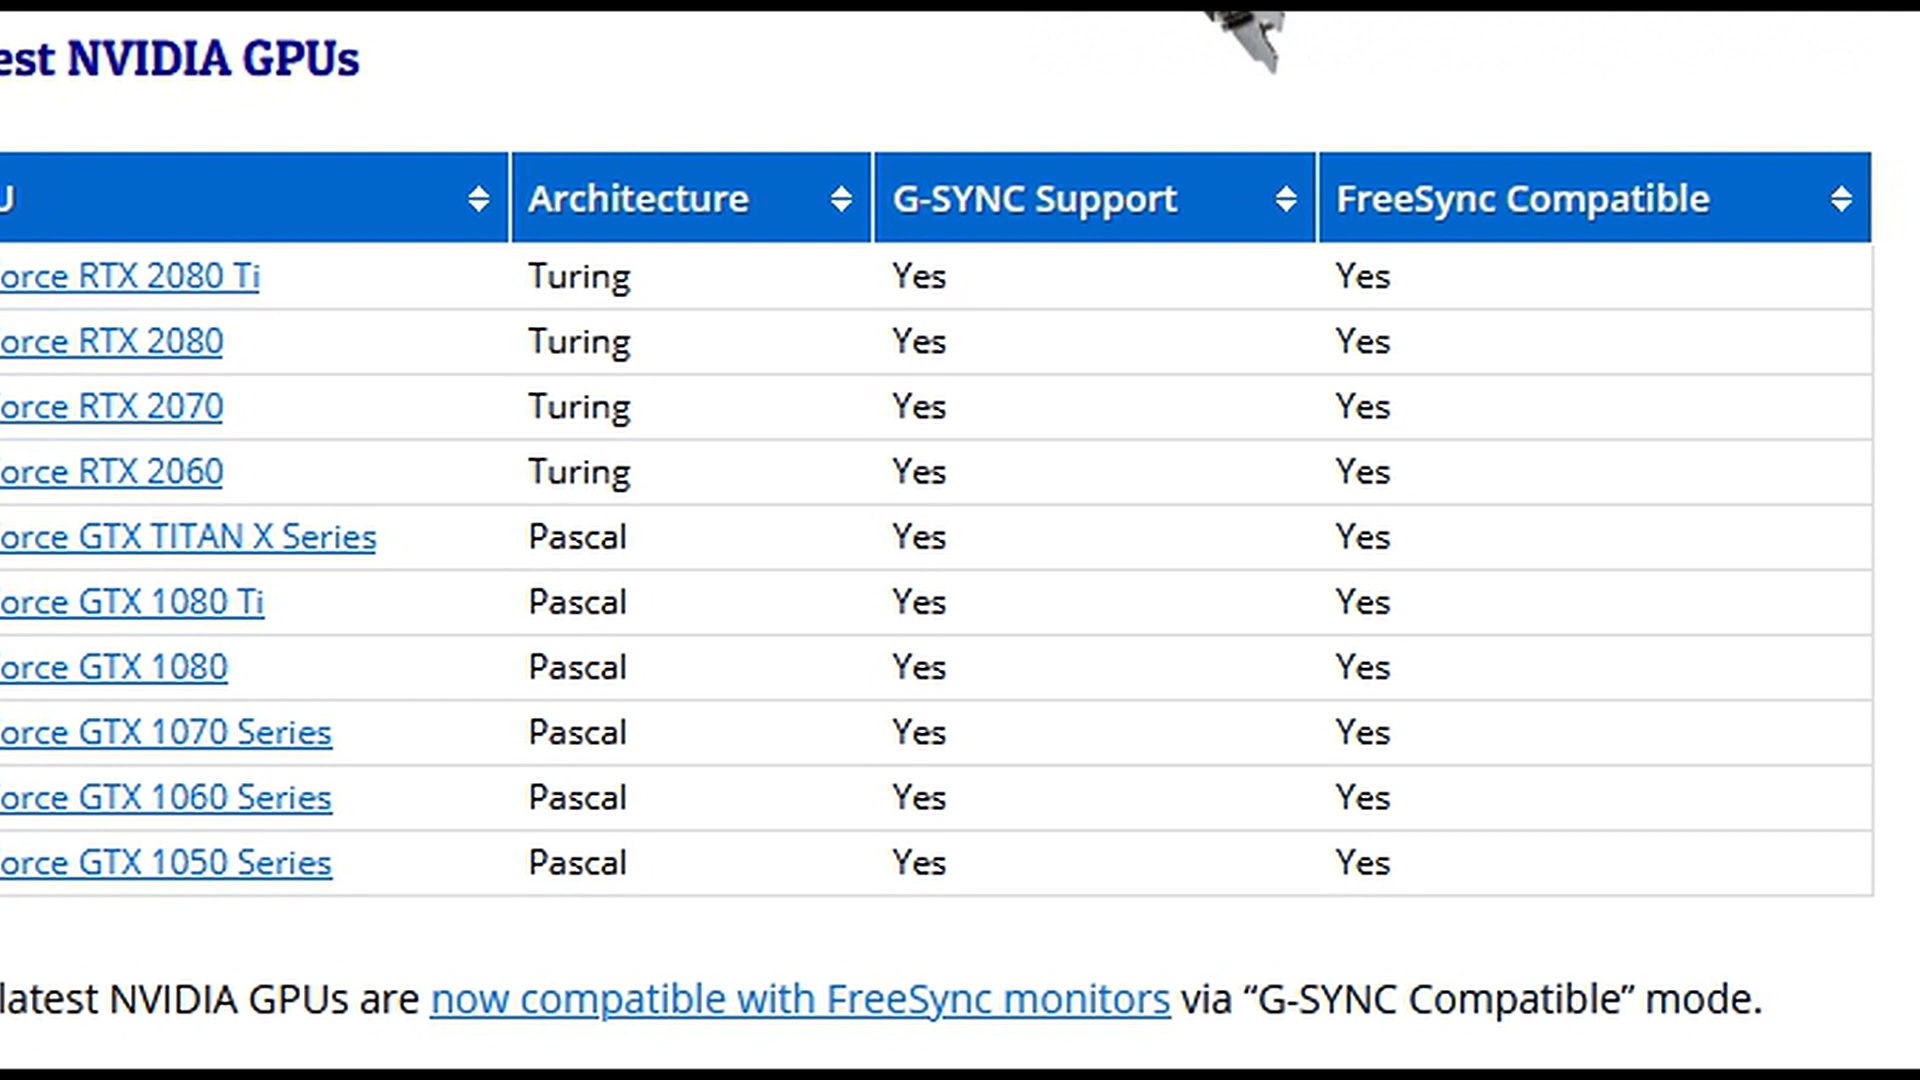 est NVIDIA GPUs
U Architecture G-SYNC Support FreeSync Compatible
orce RTX 2080 Ti Turing Yes Yes
orce RTX 2080 Turing Yes Yes
orce RTX 2070 Turing Yes Yes
orce RTX 2060 Turing Yes Yes
orce GTX TITAN X Series Pascal Yes Yes
orce GTX 1080 Ti Pascal Yes Yes
orce GTX 1080 Pascal Yes Yes
orce GTX 1070 Series Pascal Yes Yes
orce GTX 1060 Series Pascal Yes Yes
orce GTX 1050 Series Pascal Yes Yes
latest NVIDIA GPUs are now compatible with FreeSync monitors via “G-SYNC Compatible” mode.